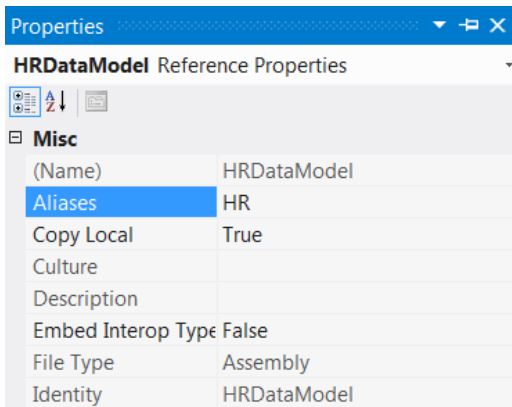 Properties
HRDataModel Reference Properties
Misc
(Name) HRDataModel
Aliases HR
Copy Local True
Culture
Description
Embed Interop Type False
File Type Assembly
Identity HRDataModel